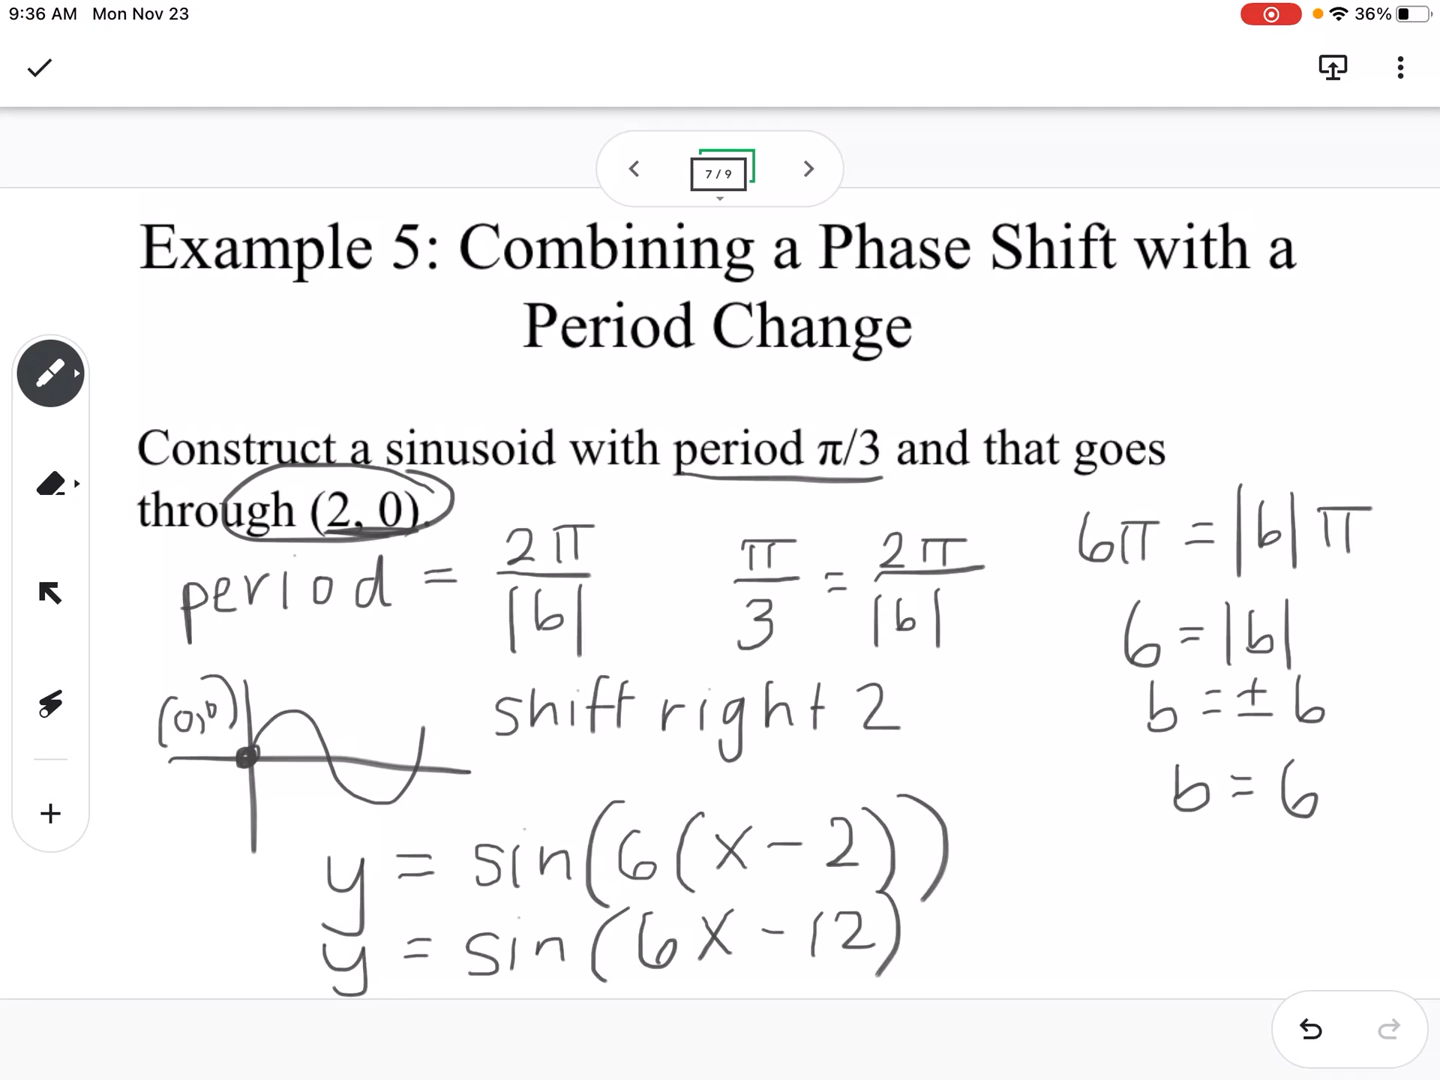 9:36 AM Mon Nov 23
36%
7 / 9
Example 5: Combining a Phase Shift with a
Period Change
Construct a sinusoid with period π/3 and that goes
through (2, 0).
period = 2π/|b|
π/3 = 2π/|b|
6π = |b|π
6 = |b|
b = ± 6
b = 6
(0,0)
shift right 2
y = sin(6(x - 2))
y = sin(6x - 12)